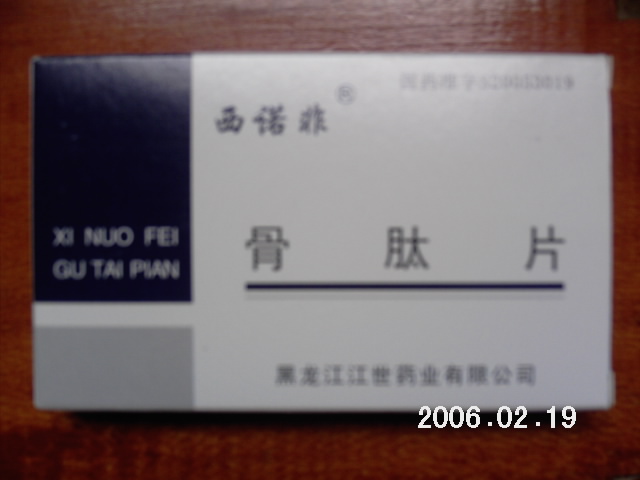 国药准字S20053019
西诺非®
XI NUO FEI
GU TAI PIAN
骨肽片
黑龙江江世药业有限公司
2006.02.19